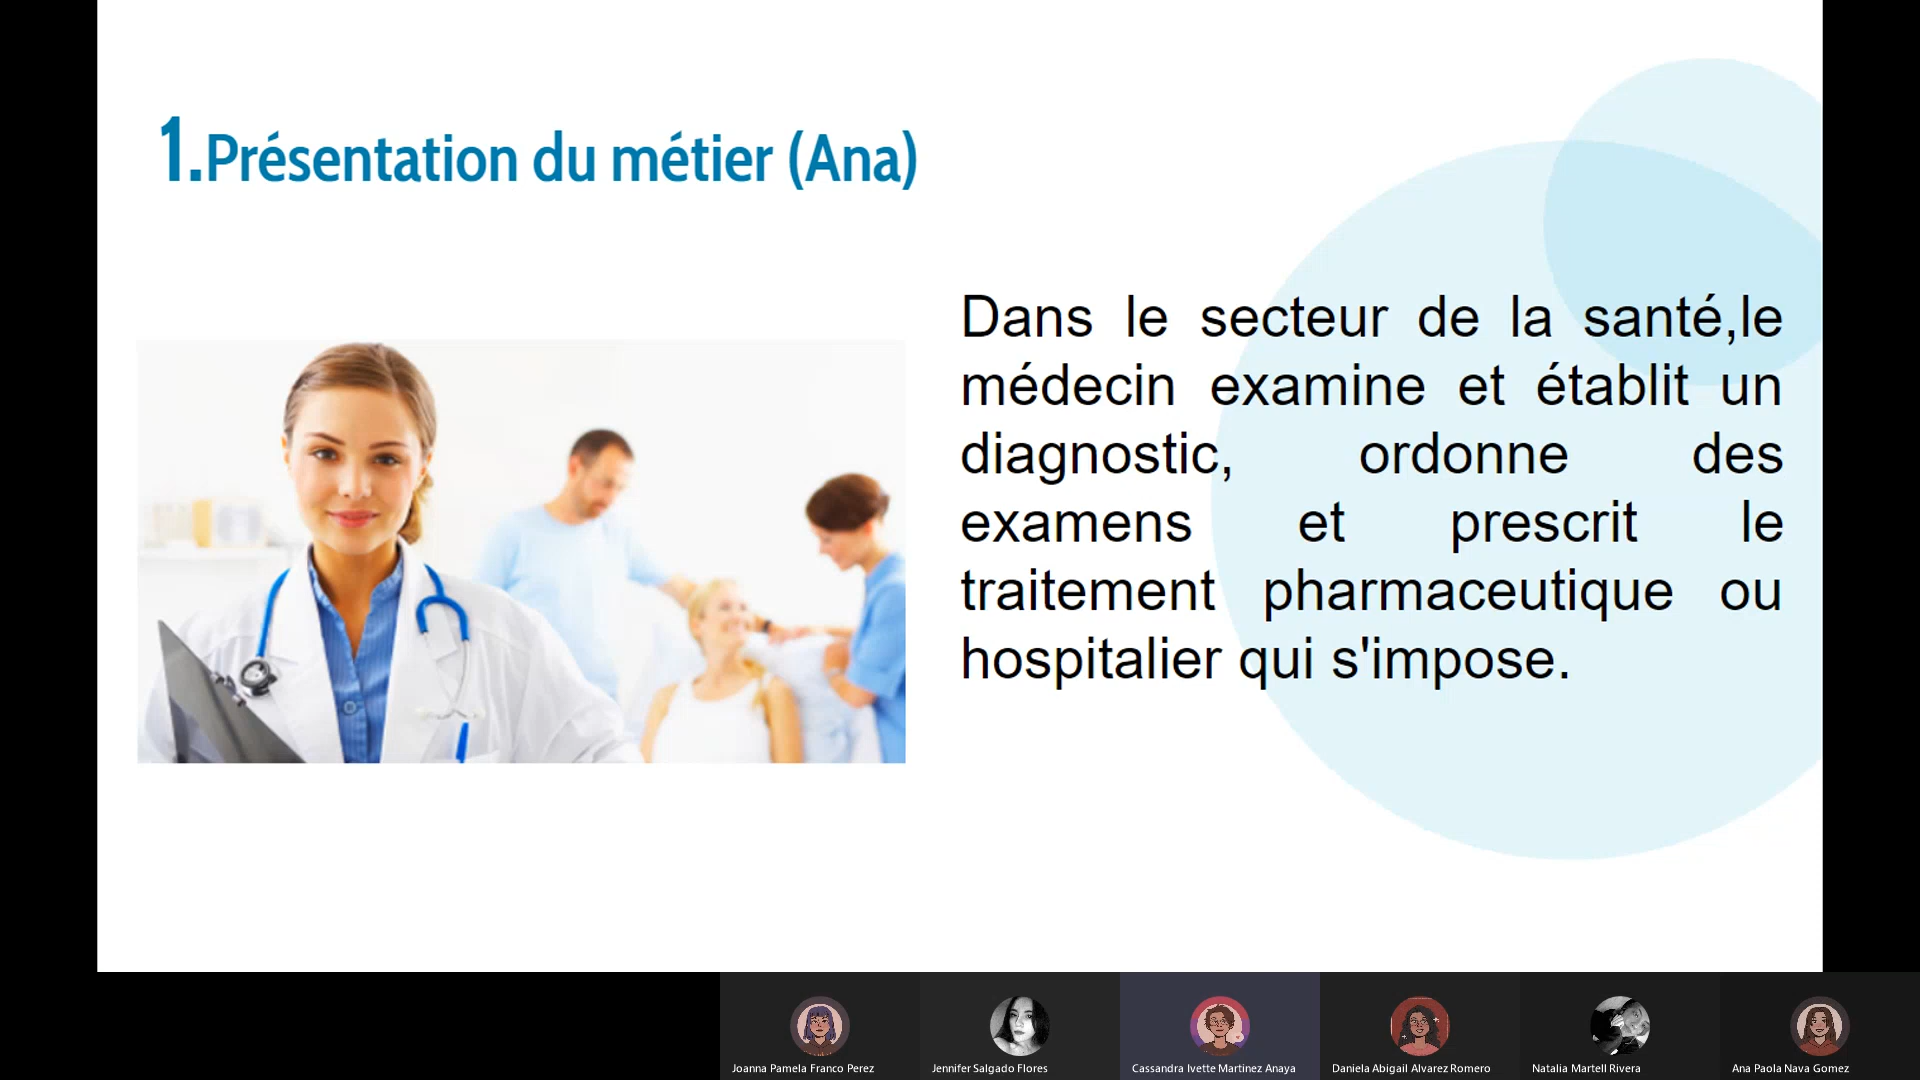 1.Présentation du métier (Ana)
Dans le secteur de la santé,le
médecin examine et établit un
diagnostic, ordonne des
examens et prescrit le
traitement pharmaceutique ou
hospitalier qui s'impose.
Joanna Pamela Franco Perez
Jennifer Salgado Flores
Cassandra Ivette Martinez Anaya
Daniela Abigail Alvarez Romero
Natalia Martell Rivera
Ana Paola Nava Gomez